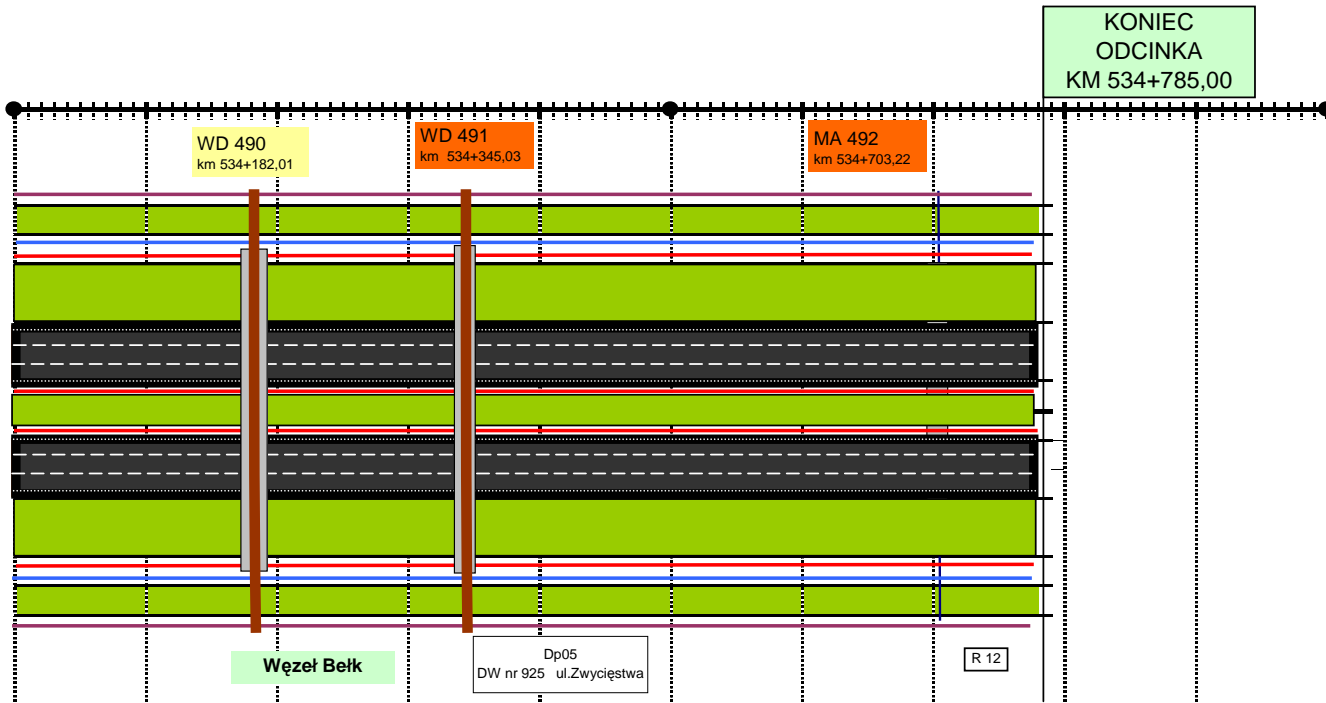 KONIEC
ODCINKA
KM 534+785,00
WD 490
km 534+182,01
WD 491
km 534+345,03
MA 492
km 534+703,22
Węzeł Bełk
Dp05
DW nr 925 ul.Zwycięstwa
R 12